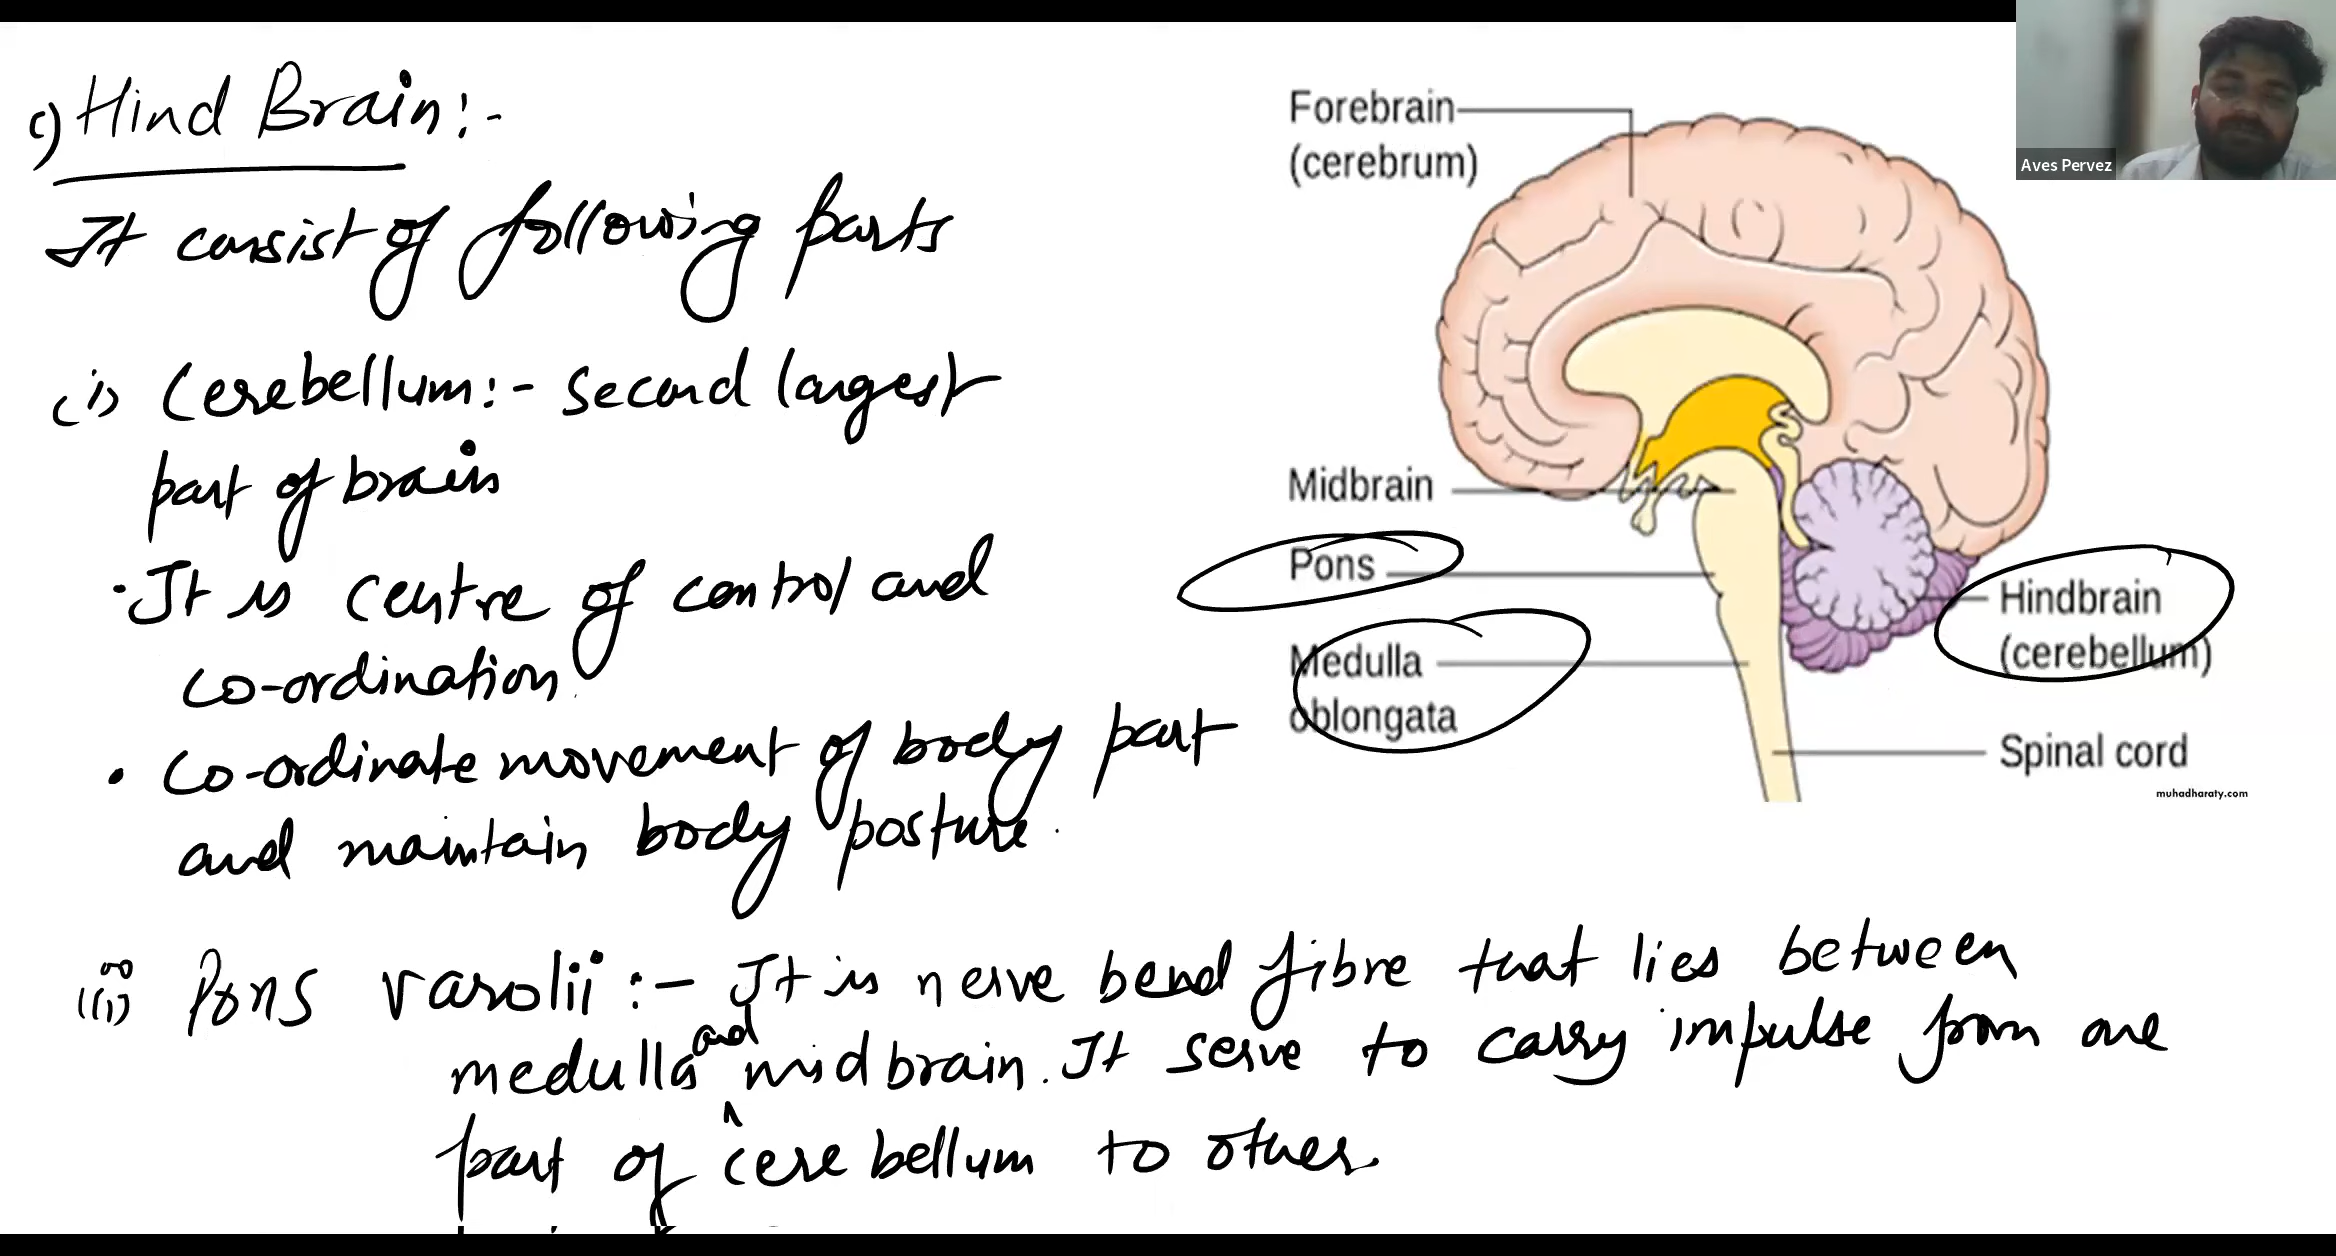 c) Hind Brain:-
It consist of following parts
(i) Cerebellum:- Second largest
part of brain
• It is centre of control and
co-ordination
• Co-ordinate movement of body part
and maintain body posture.
(ii) Pons varolii :- It is nerve bend fibre that lies between
medulla and midbrain. It serve to carry impulse from one
part of cerebellum to other
Forebrain
(cerebrum)
Midbrain
Pons
Medulla
oblongata
Hindbrain
(cerebellum)
Spinal cord
muhadharaty.com
Aves Pervez